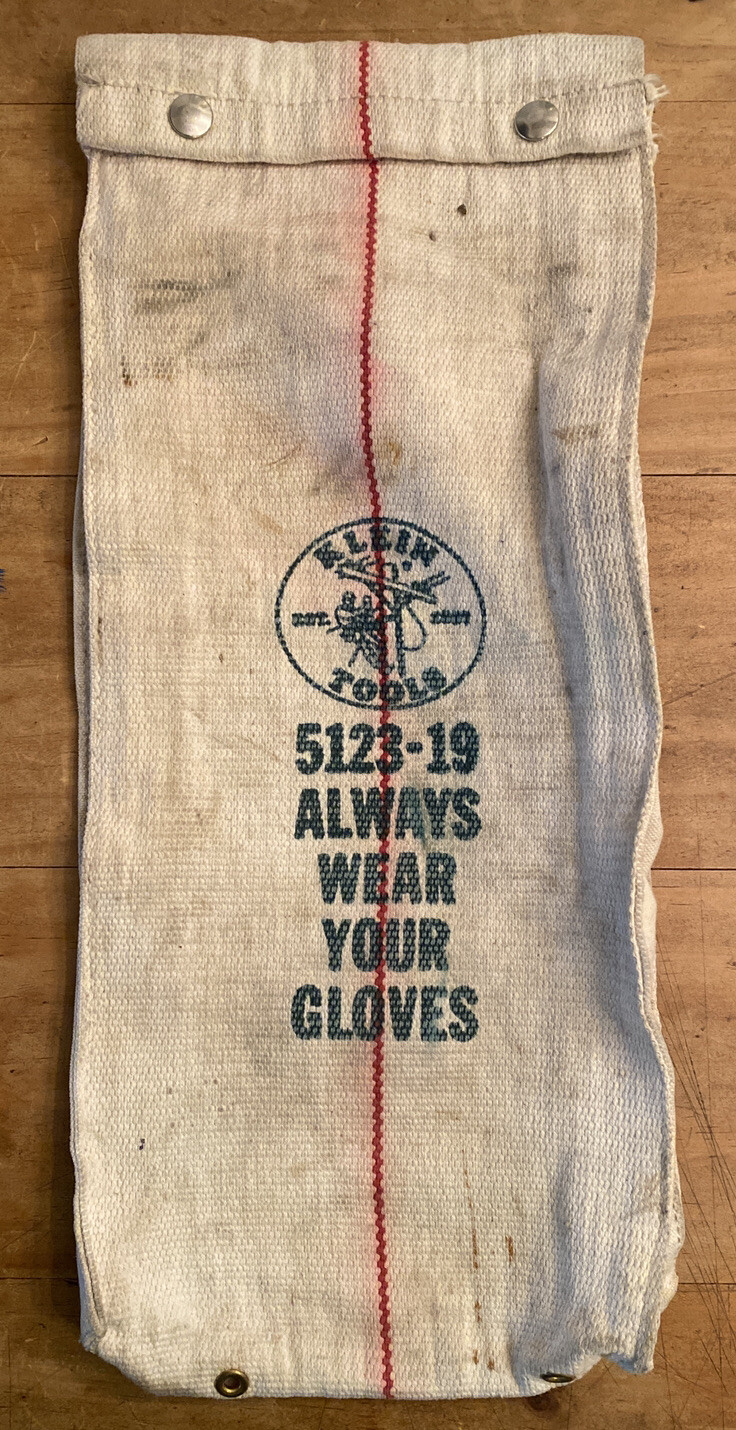 KLEIN
EST.
TOOLS
5123-19
ALWAYS
WEAR
YOUR
GLOVES